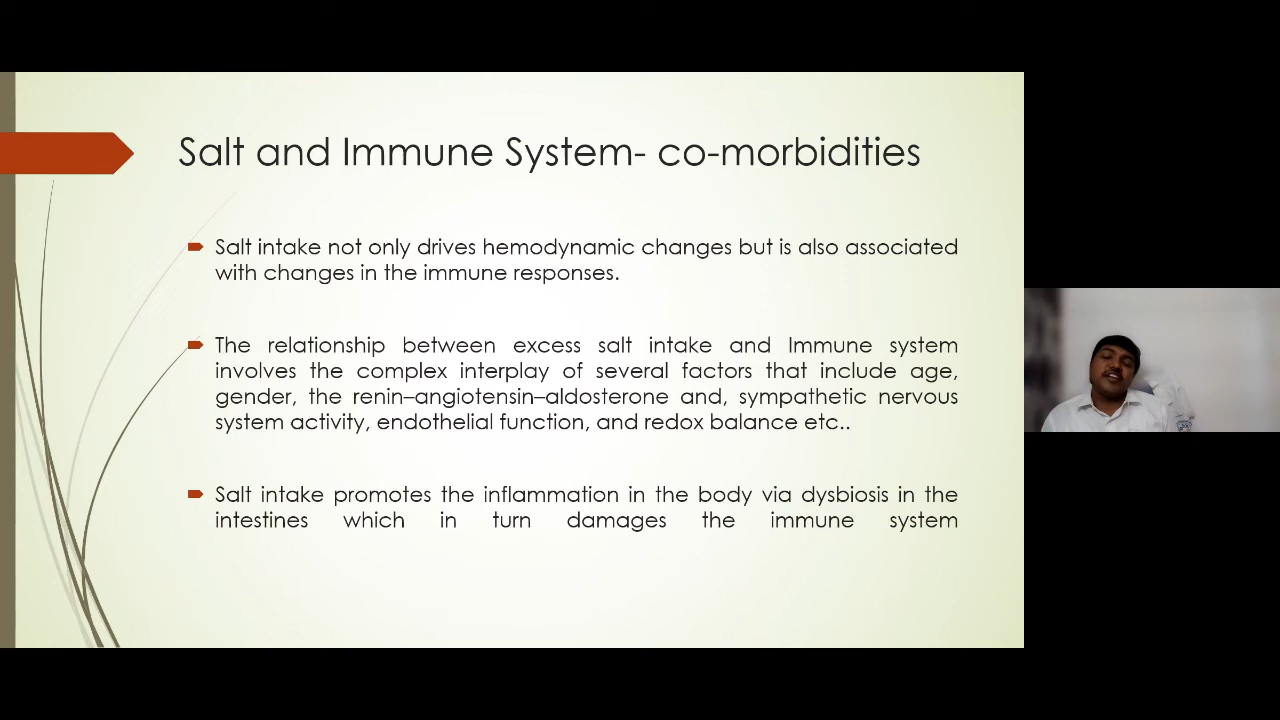 Salt and Immune System- co-morbidities
Salt intake not only drives hemodynamic changes but is also associated
with changes in the immune responses.
The relationship between excess salt intake and Immune system
involves the complex interplay of several factors that include age,
gender, the renin–angiotensin–aldosterone and, sympathetic nervous
system activity, endothelial function, and redox balance etc..
Salt intake promotes the inflammation in the body via dysbiosis in the
intestines which in turn damages the immune system